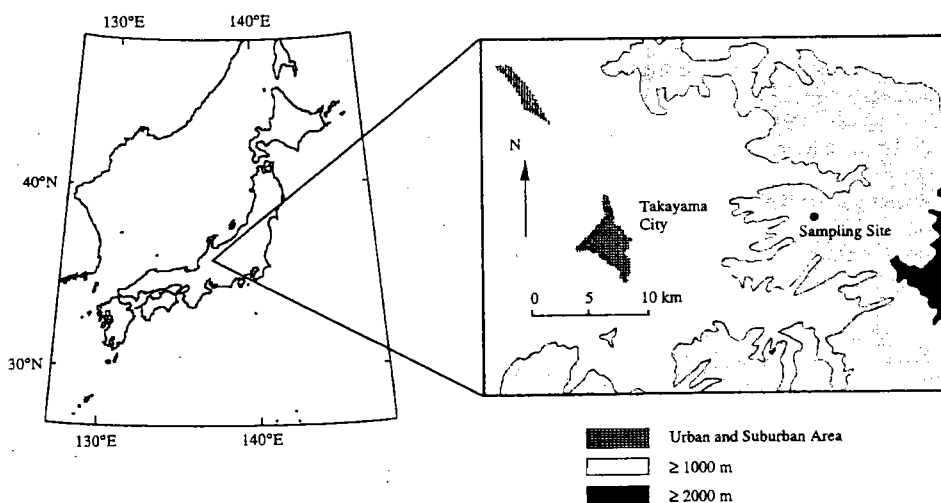 130°E
140°E
40°N
30°N
130°E
140°E
N
Takayama
City
Sampling Site
0 5 10 km
Urban and Suburban Area
≥ 1000 m
≥ 2000 m